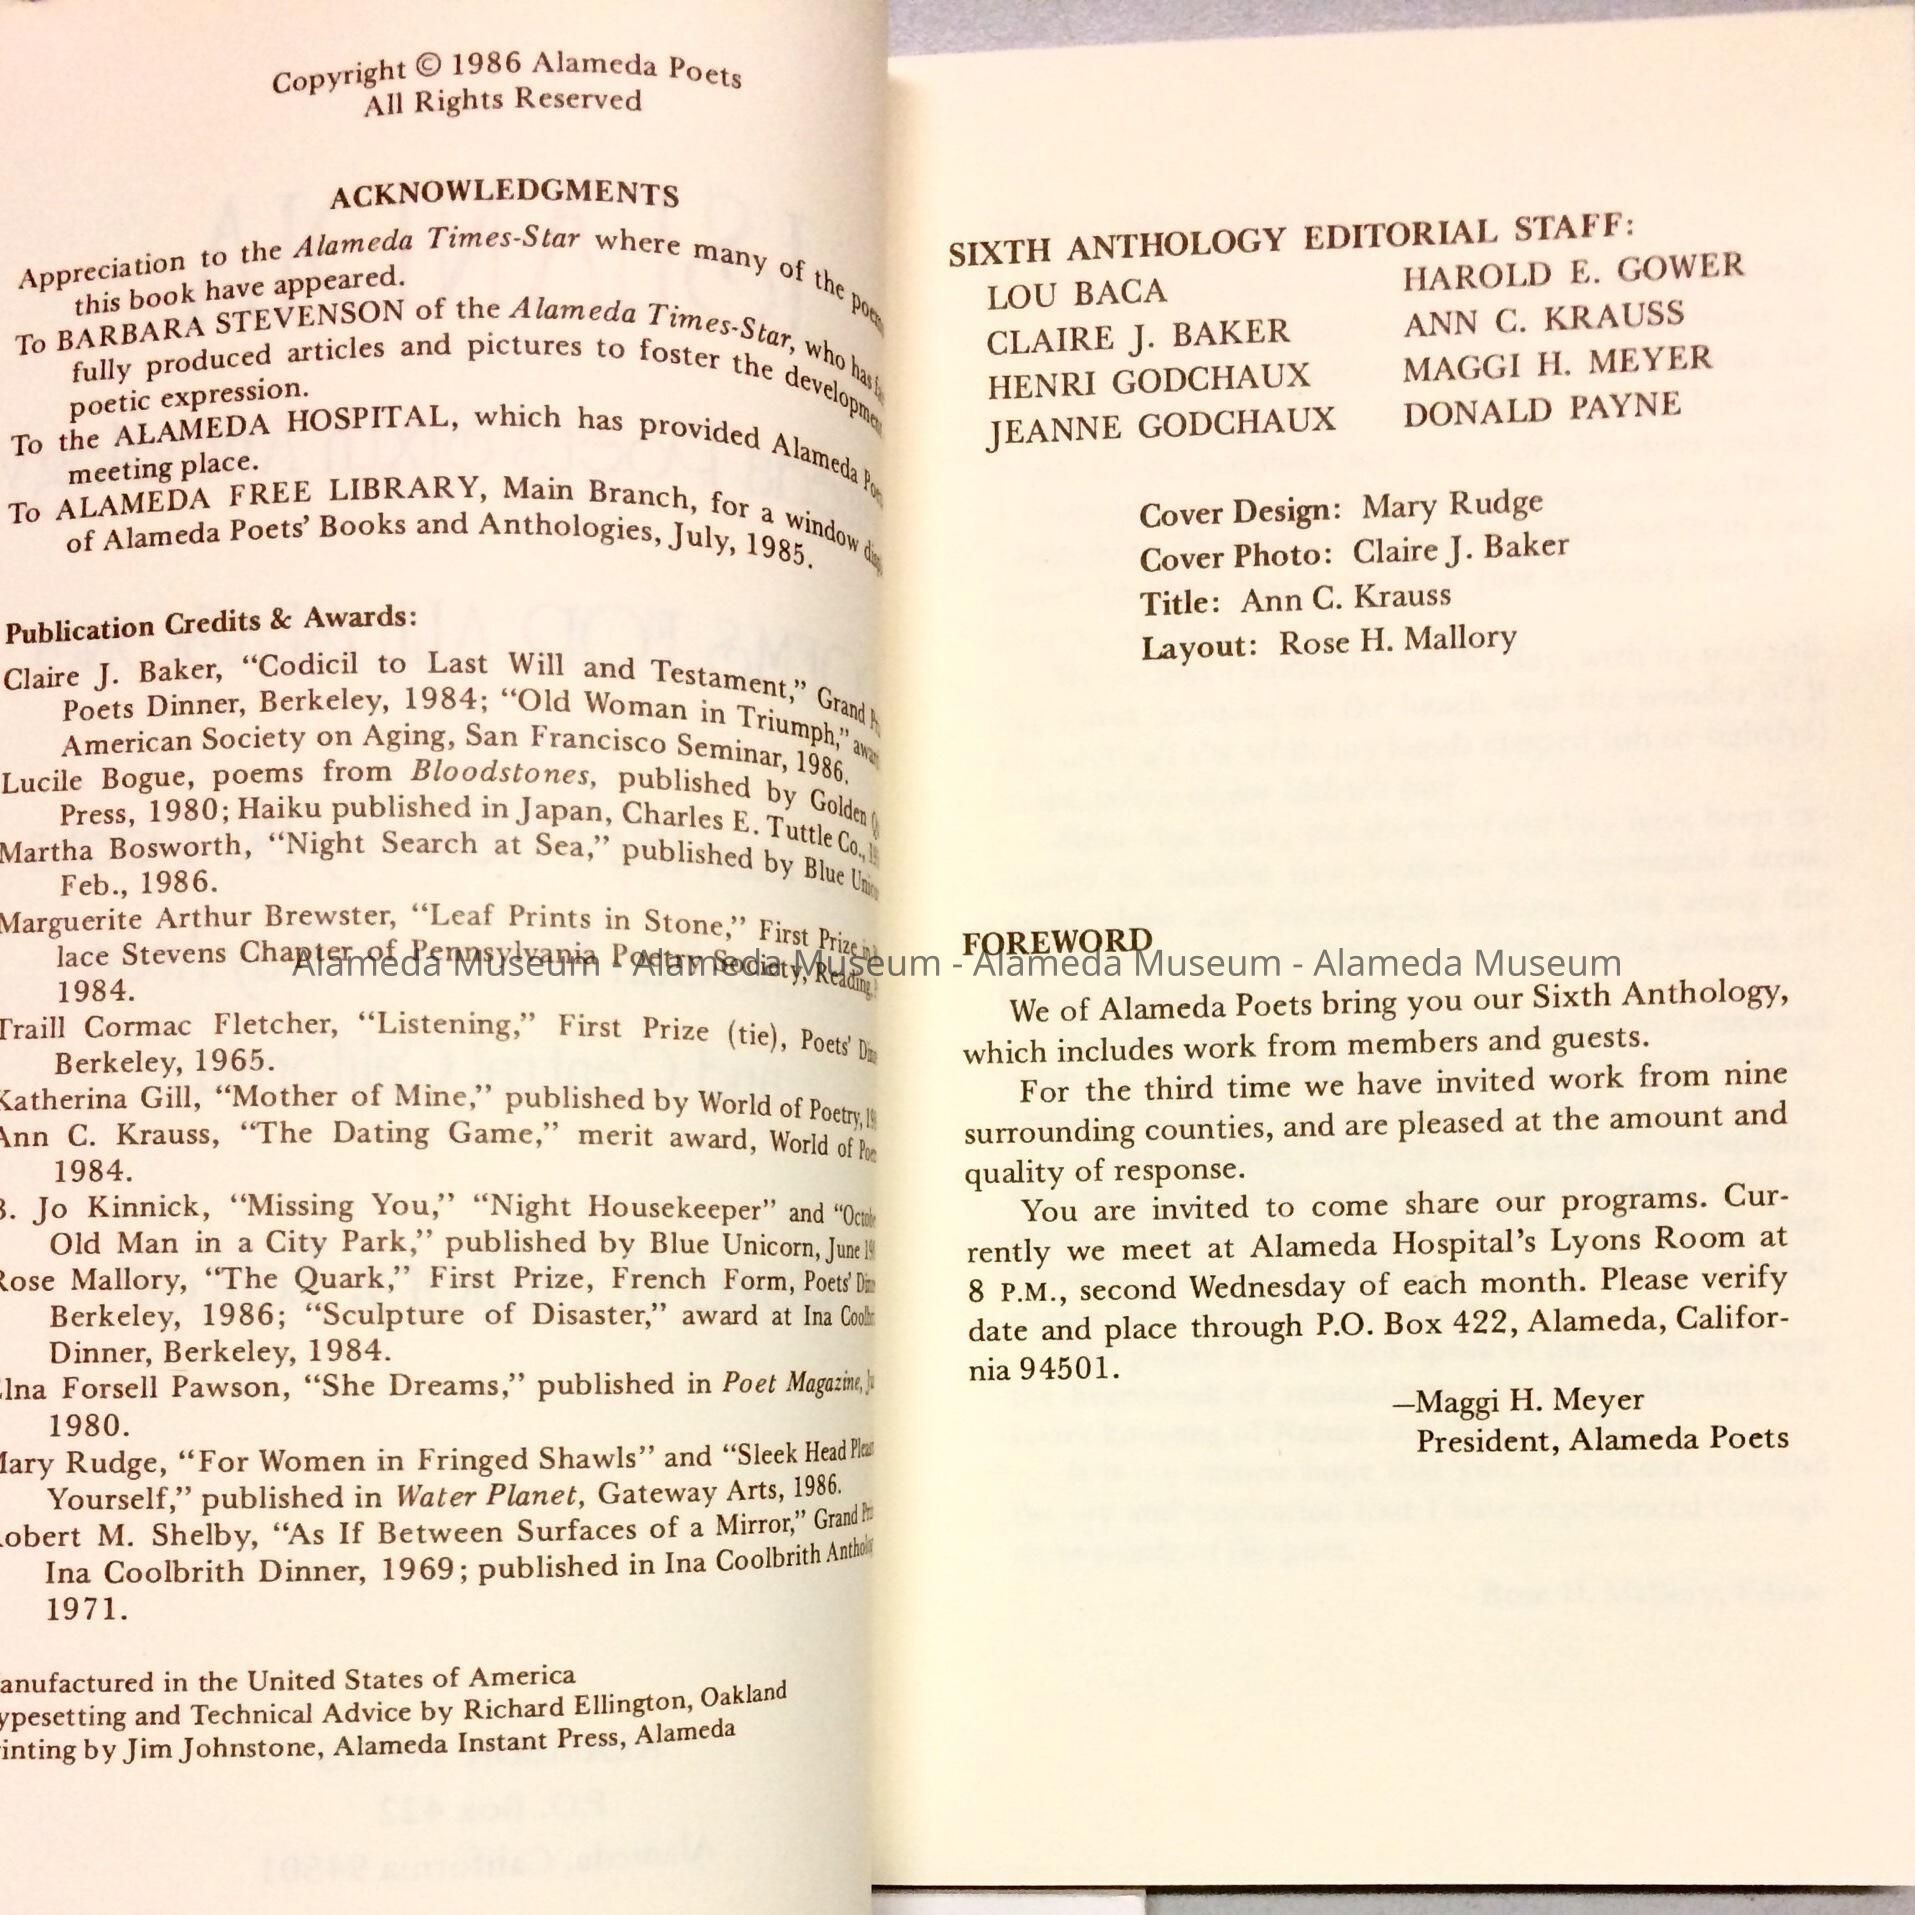 Copyright © 1986 Alameda Poets
All Rights Reserved
ACKNOWLEDGMENTS
Appreciation to the Alameda Times-Star where many of the
this book have appeared.
To BARBARA STEVENSON of the Alameda Times-Star, who has
fully produced articles and pictures to foster the development
poetic expression.
To the ALAMEDA HOSPITAL, which has provided Alameda
meeting place.
To ALAMEDA FREE LIBRARY, Main Branch, for a window
of Alameda Poets' Books and Anthologies, July, 1985.
Publication Credits & Awards:
Claire J. Baker, “Codicil to Last Will and Testament,” Grand
Poets Dinner, Berkeley, 1984; “Old Woman in Triumph,”
American Society on Aging, San Francisco Seminar, 1986.
Lucile Bogue, poems from Bloodstones, published by Golden
Press, 1980; Haiku published in Japan, Charles E. Tuttle Co.,
Martha Bosworth, “Night Search at Sea,” published by Blue
Feb., 1986.
Marguerite Arthur Brewster, “Leaf Prints in Stone,” First Prize
lace Stevens Chapter of Pennsylvania Poetry Society, Reading,
1984.
Traill Cormac Fletcher, “Listening,” First Prize (tie), Poets'
Berkeley, 1965.
Katherina Gill, “Mother of Mine,” published by World of Poetry,
Ann C. Krauss, “The Dating Game,” merit award, World of
1984.
B. Jo Kinnick, “Missing You,” “Night Housekeeper” and
Old Man in a City Park,” published by Blue Unicorn, June
Rose Mallory, “The Quark,” First Prize, French Form, Poets'
Berkeley, 1986; “Sculpture of Disaster,” award at Ina
Dinner, Berkeley, 1984.
Elna Forsell Pawson, “She Dreams,” published in Poet Magazine,
1980.
Mary Rudge, “For Women in Fringed Shawls” and “Sleek Head
Yourself,” published in Water Planet, Gateway Arts, 1986.
Robert M. Shelby, “As If Between Surfaces of a Mirror,” Grand
Ina Coolbrith Dinner, 1969; published in Ina Coolbrith
1971.
anufactured in the United States of America
ypesetting and Technical Advice by Richard Ellington, Oakland
inting by Jim Johnstone, Alameda Instant Press, Alameda
SIXTH ANTHOLOGY EDITORIAL STAFF:
LOU BACA HAROLD E. GOWER
CLAIRE J. BAKER ANN C. KRAUSS
HENRI GODCHAUX MAGGI H. MEYER
JEANNE GODCHAUX DONALD PAYNE
Cover Design: Mary Rudge
Cover Photo: Claire J. Baker
Title: Ann C. Krauss
Layout: Rose H. Mallory
FOREWORD
We of Alameda Poets bring you our Sixth Anthology,
which includes work from members and guests.
For the third time we have invited work from nine
surrounding counties, and are pleased at the amount and
quality of response.
You are invited to come share our programs. Cur-
rently we meet at Alameda Hospital's Lyons Room at
8 P.M., second Wednesday of each month. Please verify
date and place through P.O. Box 422, Alameda, Califor-
nia 94501.
—Maggi H. Meyer
President, Alameda Poets
Alameda Museum - Alameda Museum - Alameda Museum - Alameda Museum